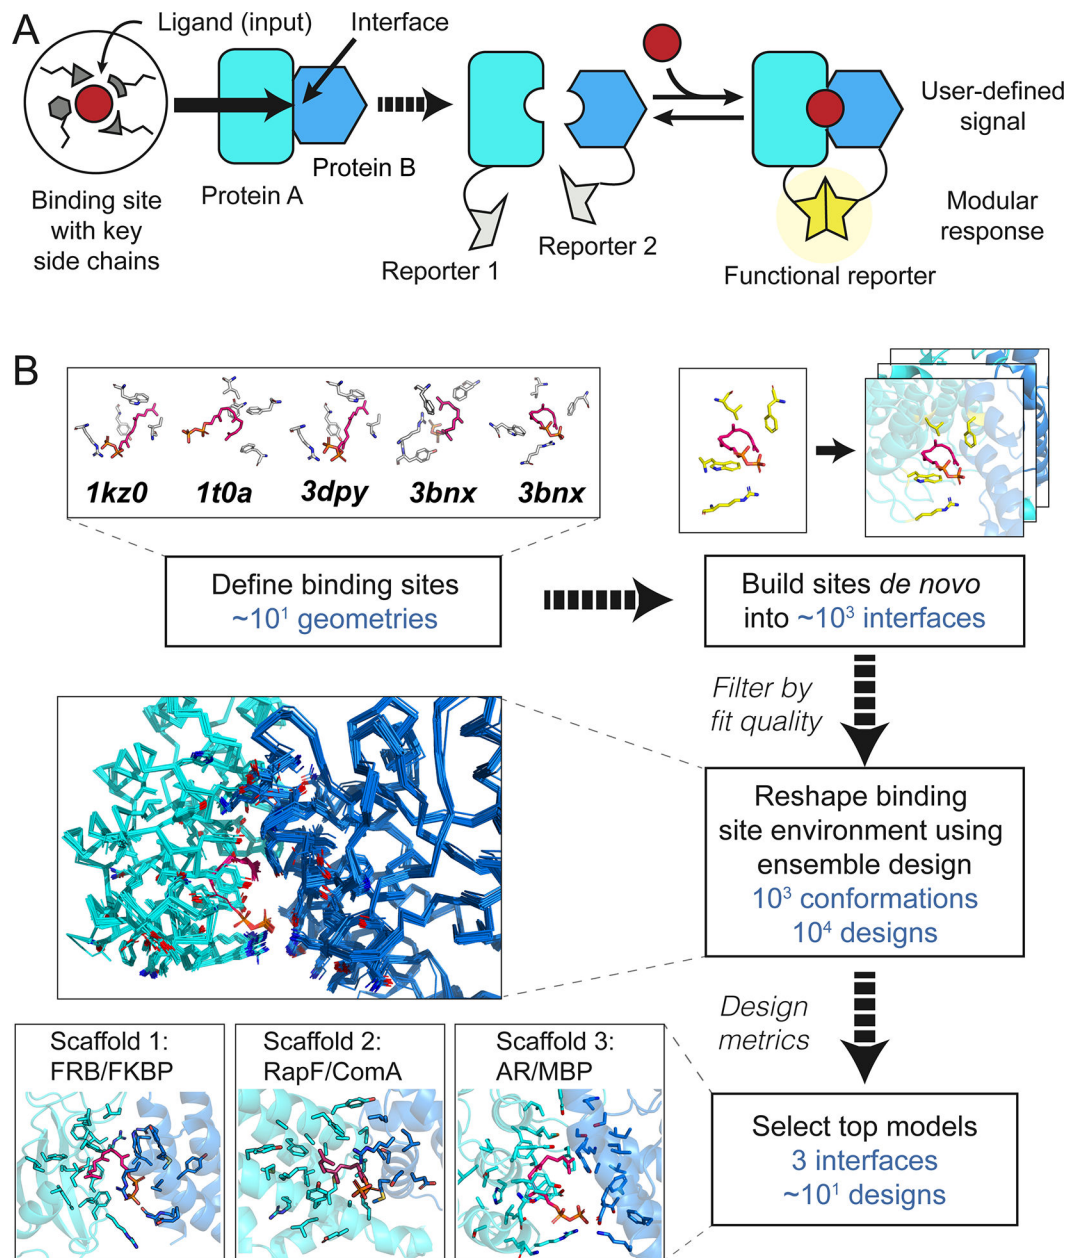 A
Ligand (input)
Interface
Binding site
with key
side chains
Protein A
Protein B
Reporter 1
Reporter 2
User-defined
signal
Modular
response
Functional reporter
B
1kz0
1t0a
3dpy
3bnx
3bnx
Define binding sites
~10¹ geometries
Build sites de novo
into ~10³ interfaces
Filter by
fit quality
Reshape binding
site environment using
ensemble design
10³ conformations
10⁴ designs
Design
metrics
Scaffold 1:
FRB/FKBP
Scaffold 2:
RapF/ComA
Scaffold 3:
AR/MBP
Select top models
3 interfaces
~10¹ designs